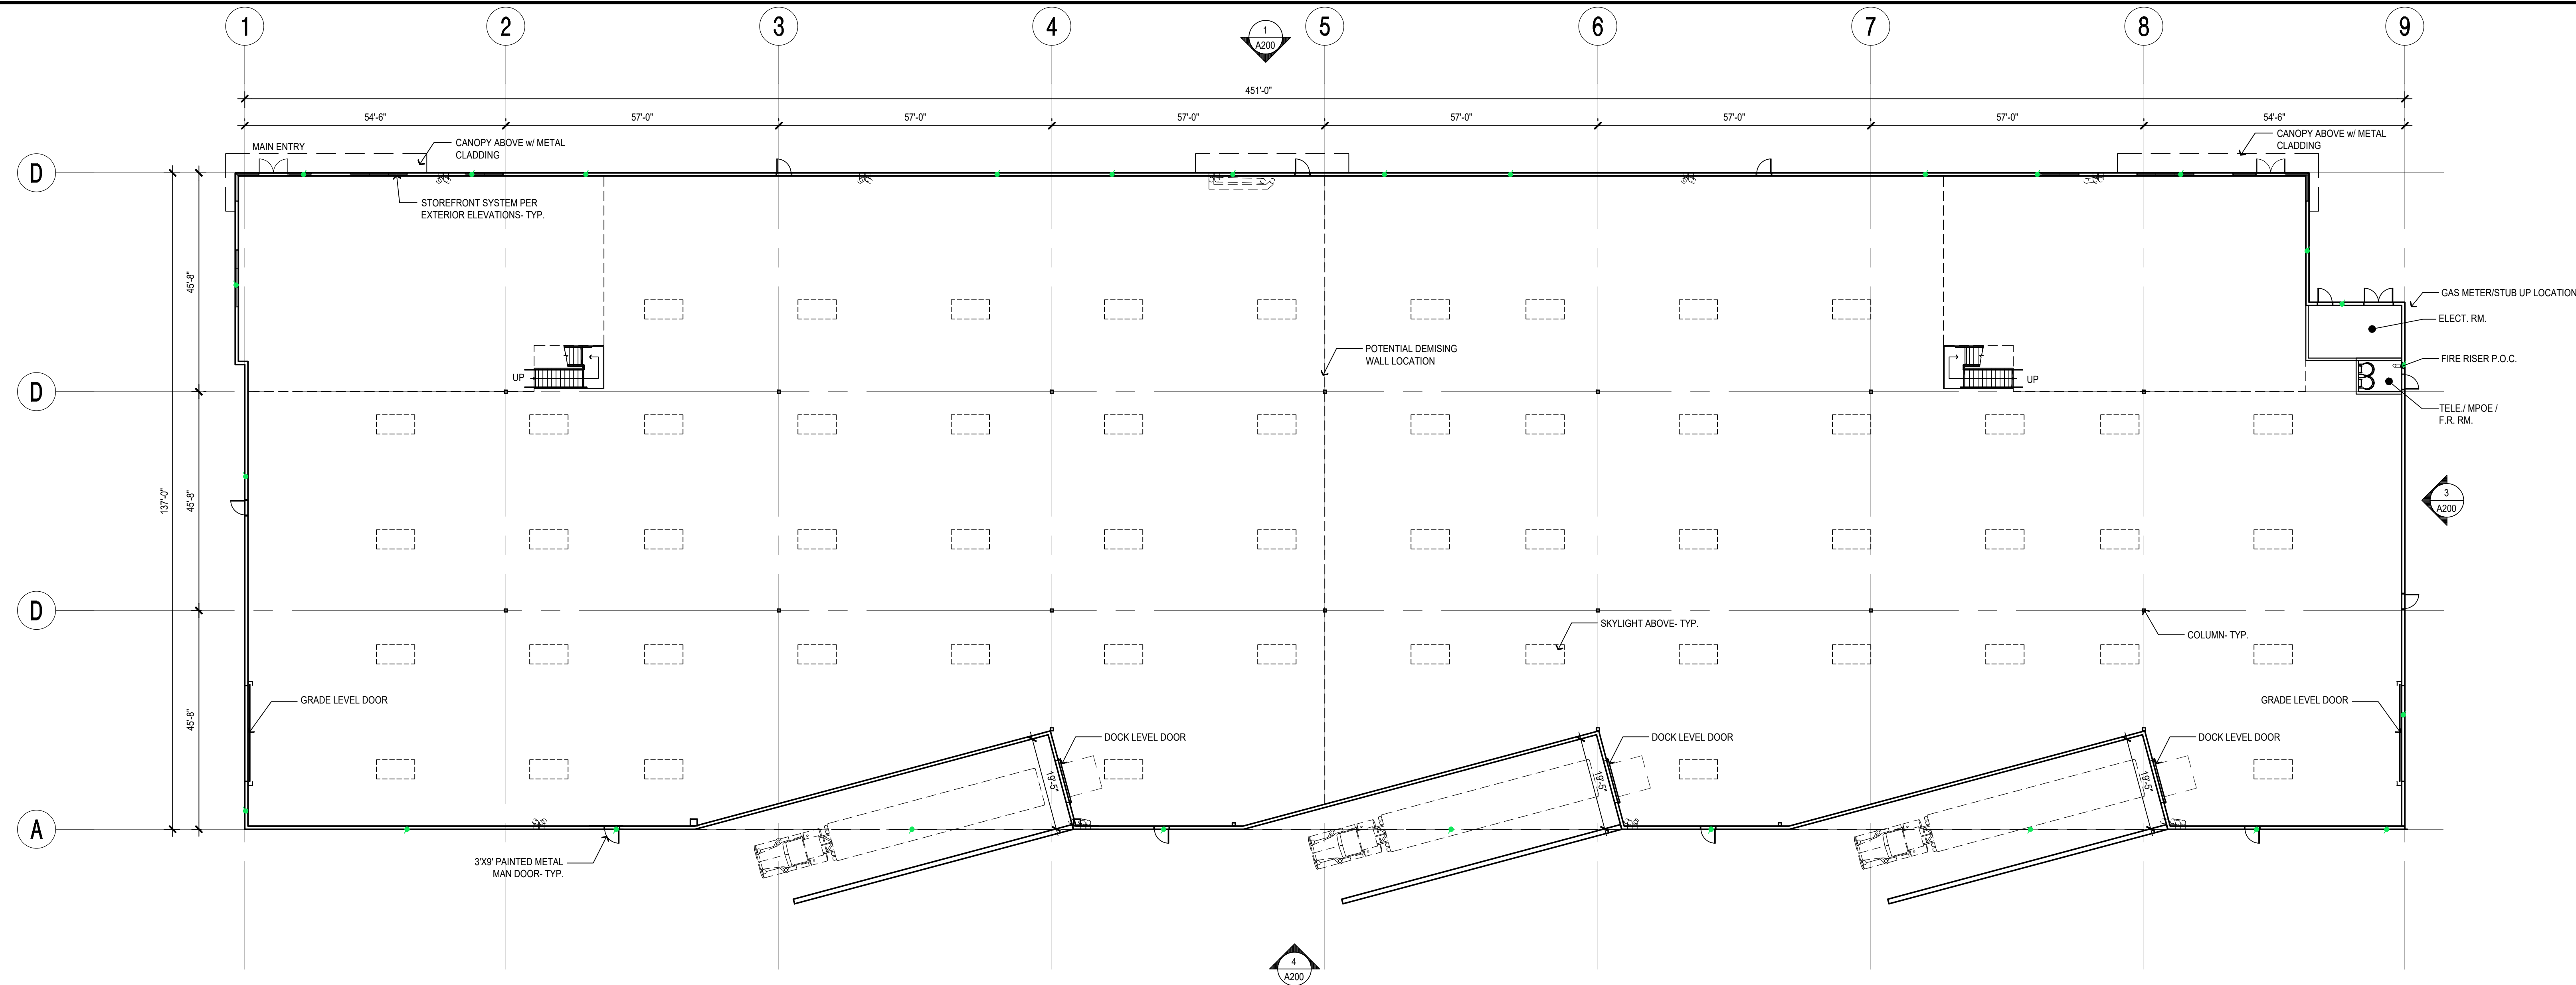 1
2
3
4
5
6
7
8
9
1
A200
451'-0"
54'-6"
57'-0"
57'-0"
57'-0"
57'-0"
57'-0"
57'-0"
54'-6"
MAIN ENTRY
CANOPY ABOVE w/ METAL
CLADDING
CANOPY ABOVE w/ METAL
CLADDING
D
STOREFRONT SYSTEM PER
EXTERIOR ELEVATIONS- TYP.
45'-8"
GAS METER/STUB UP LOCATION
ELECT. RM.
POTENTIAL DEMISING
WALL LOCATION
FIRE RISER P.O.C.
UP
UP
D
TELE./ MPOE /
F.R. RM.
137'-0"
45'-8"
3
A200
D
SKYLIGHT ABOVE- TYP.
COLUMN- TYP.
45'-8"
GRADE LEVEL DOOR
GRADE LEVEL DOOR
DOCK LEVEL DOOR
DOCK LEVEL DOOR
DOCK LEVEL DOOR
19'-5"
19'-5"
19'-5"
A
3'X9' PAINTED METAL
MAN DOOR- TYP.
4
A200